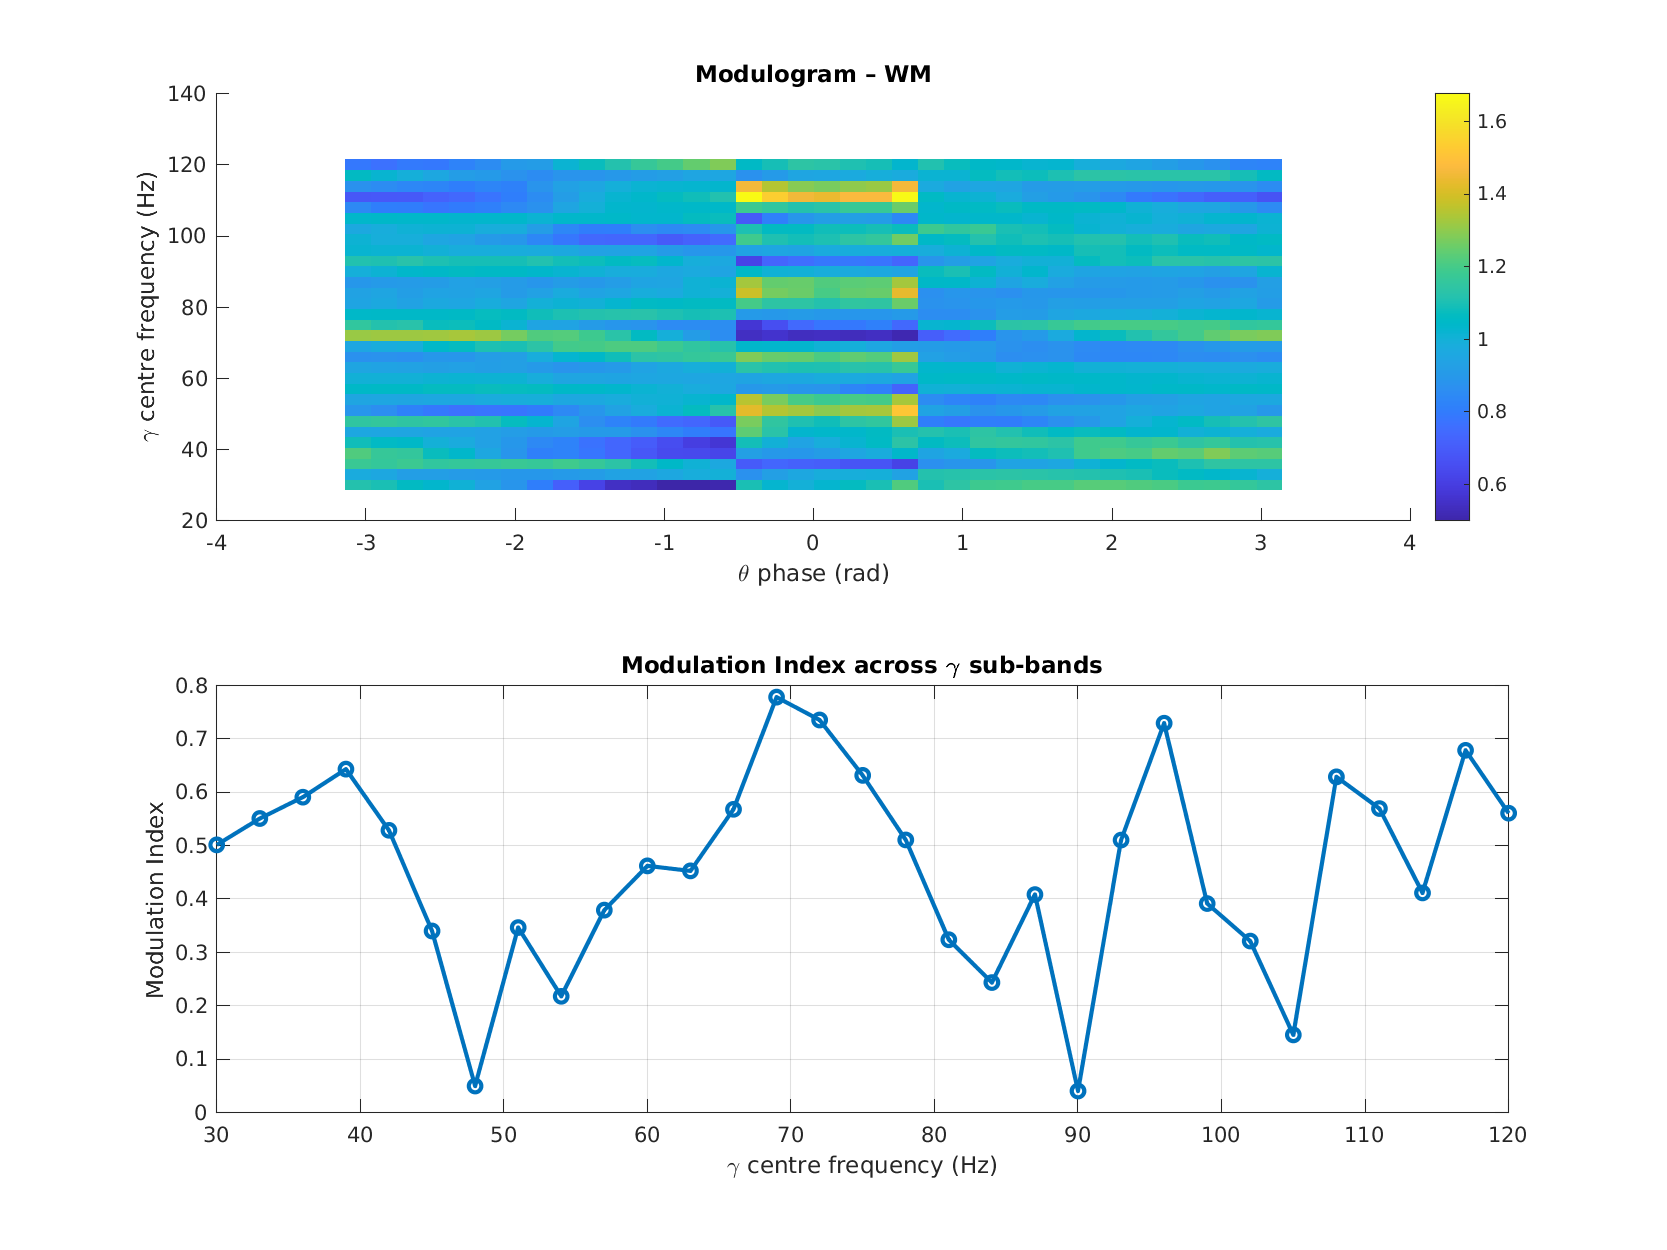 Modulogram – WM
140
120
100
80
60
40
20
γ centre frequency (Hz)
-4 -3 -2 -1 0 1 2 3 4
θ phase (rad)
1.6
1.4
1.2
1
0.8
0.6
Modulation Index across γ sub-bands
0.8
0.7
0.6
0.5
0.4
0.3
0.2
0.1
0
Modulation Index
30 40 50 60 70 80 90 100 110 120
γ centre frequency (Hz)